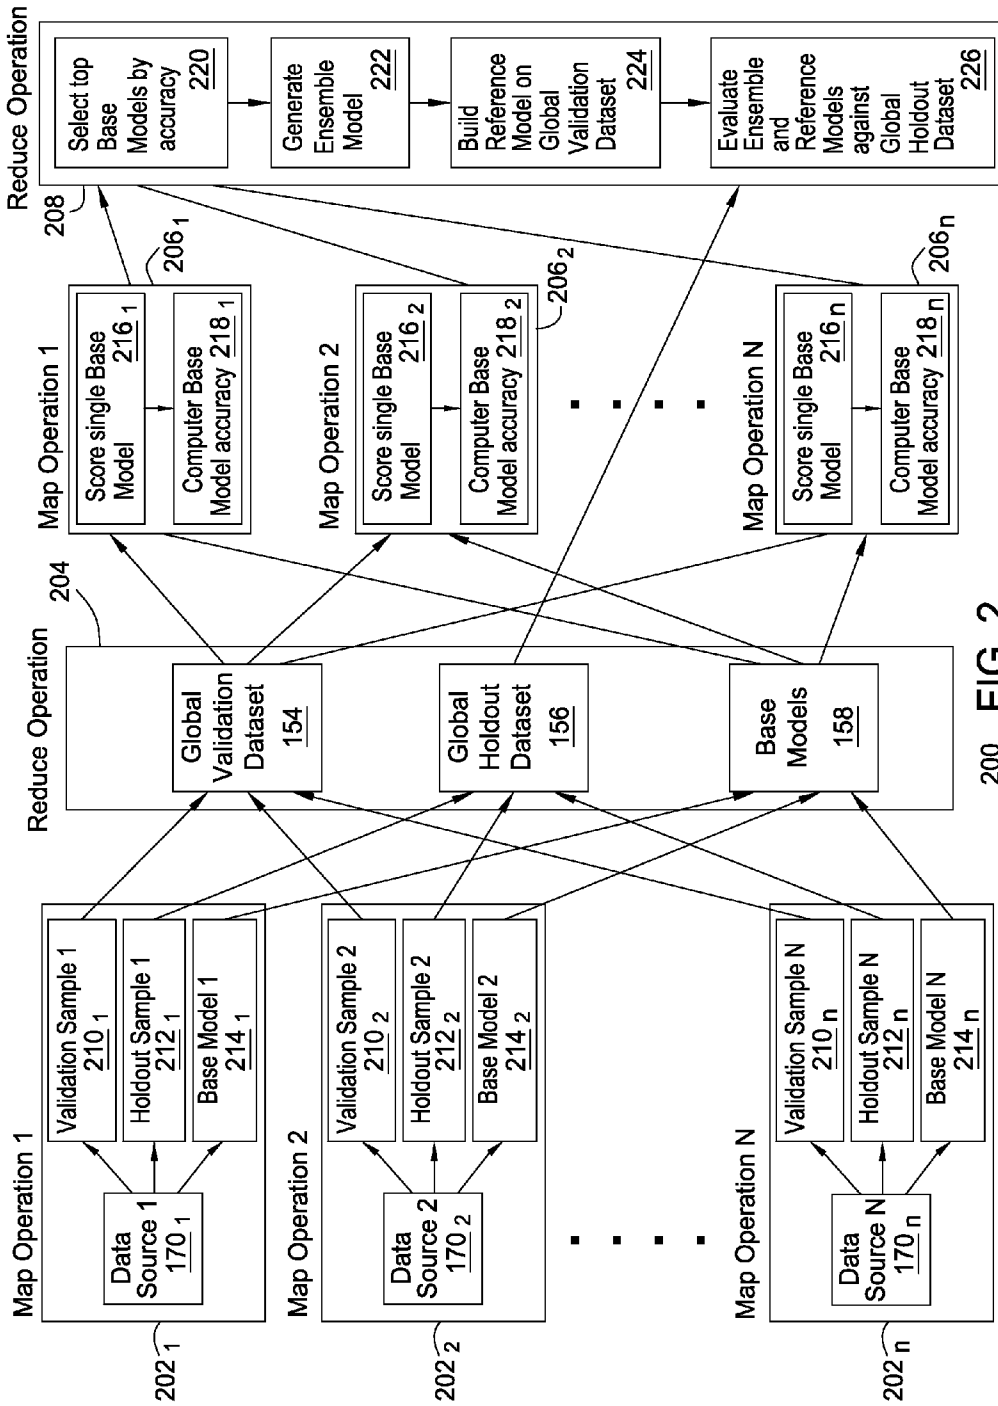 Map Operation 1
Data
Source 1
170 1
Validation Sample 1
210 1
Holdout Sample 1
212 1
Base Model 1
214 1
202 1
Map Operation 2
Data
Source 2
170 2
Validation Sample 2
210 2
Holdout Sample 2
212 2
Base Model 2
214 2
202 2
Map Operation N
Data
Source N
170 n
Validation Sample N
210 n
Holdout Sample N
212 n
Base Model N
214 n
202 n
Reduce Operation
204
Global
Validation
Dataset
154
Global
Holdout
Dataset
156
Base
Models
158
Map Operation 1
Score single Base
Model 216 1
Computer Base
Model accuracy 218 1
206 1
Map Operation 2
Score single Base
Model 216 2
Computer Base
Model accuracy 218 2
206 2
Map Operation N
Score single Base
Model 216 n
Computer Base
Model accuracy 218 n
206 n
Reduce Operation
208
Select top
Base
Models by
accuracy
220
Generate
Ensemble
Model
222
Build
Reference
Model on
Global
Validation
Dataset
224
Evaluate
Ensemble
and
Reference
Models
against
Global
Holdout
Dataset
226
200
FIG. 2